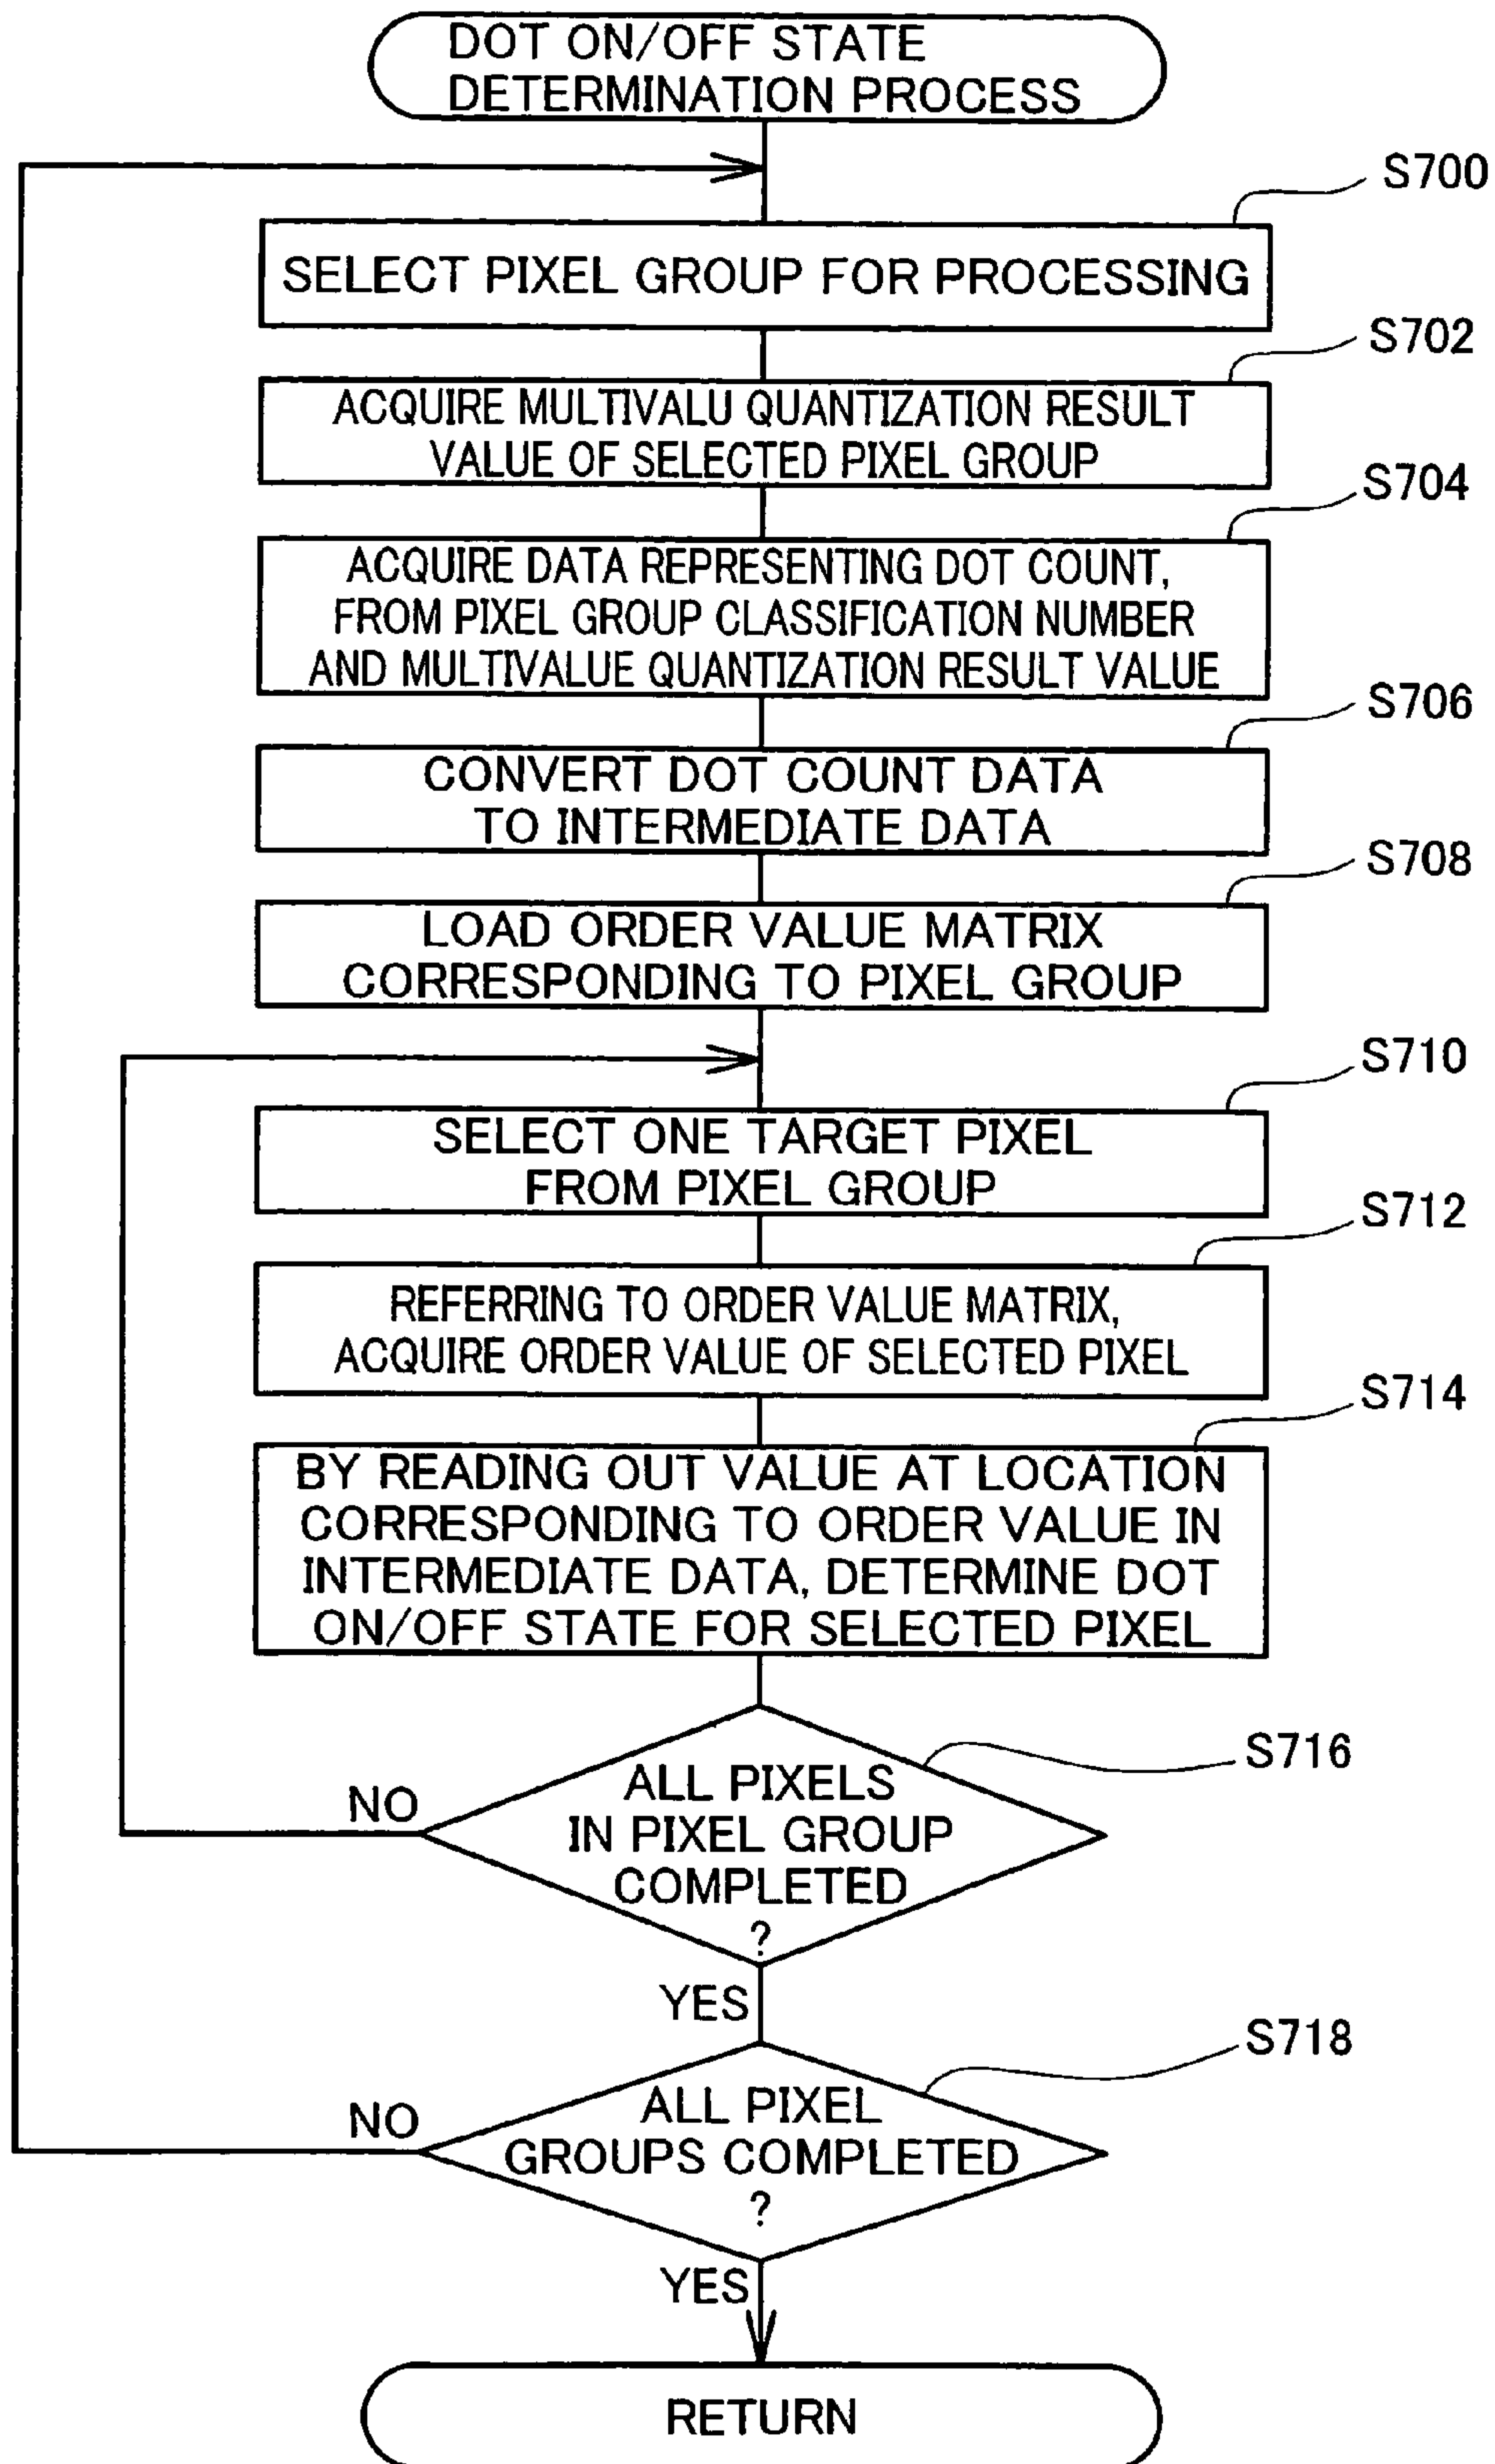 DOT ON/OFF STATE
DETERMINATION PROCESS
S700
SELECT PIXEL GROUP FOR PROCESSING
S702
ACQUIRE MULTIVALU QUANTIZATION RESULT
VALUE OF SELECTED PIXEL GROUP
S704
ACQUIRE DATA REPRESENTING DOT COUNT,
FROM PIXEL GROUP CLASSIFICATION NUMBER
AND MULTIVALUE QUANTIZATION RESULT VALUE
S706
CONVERT DOT COUNT DATA
TO INTERMEDIATE DATA
S708
LOAD ORDER VALUE MATRIX
CORRESPONDING TO PIXEL GROUP
S710
SELECT ONE TARGET PIXEL
FROM PIXEL GROUP
S712
REFERRING TO ORDER VALUE MATRIX,
ACQUIRE ORDER VALUE OF SELECTED PIXEL
S714
BY READING OUT VALUE AT LOCATION
CORRESPONDING TO ORDER VALUE IN
INTERMEDIATE DATA, DETERMINE DOT
ON/OFF STATE FOR SELECTED PIXEL
S716
ALL PIXELS
IN PIXEL GROUP
COMPLETED
?
NO
YES
S718
ALL PIXEL
GROUPS COMPLETED
?
NO
YES
RETURN